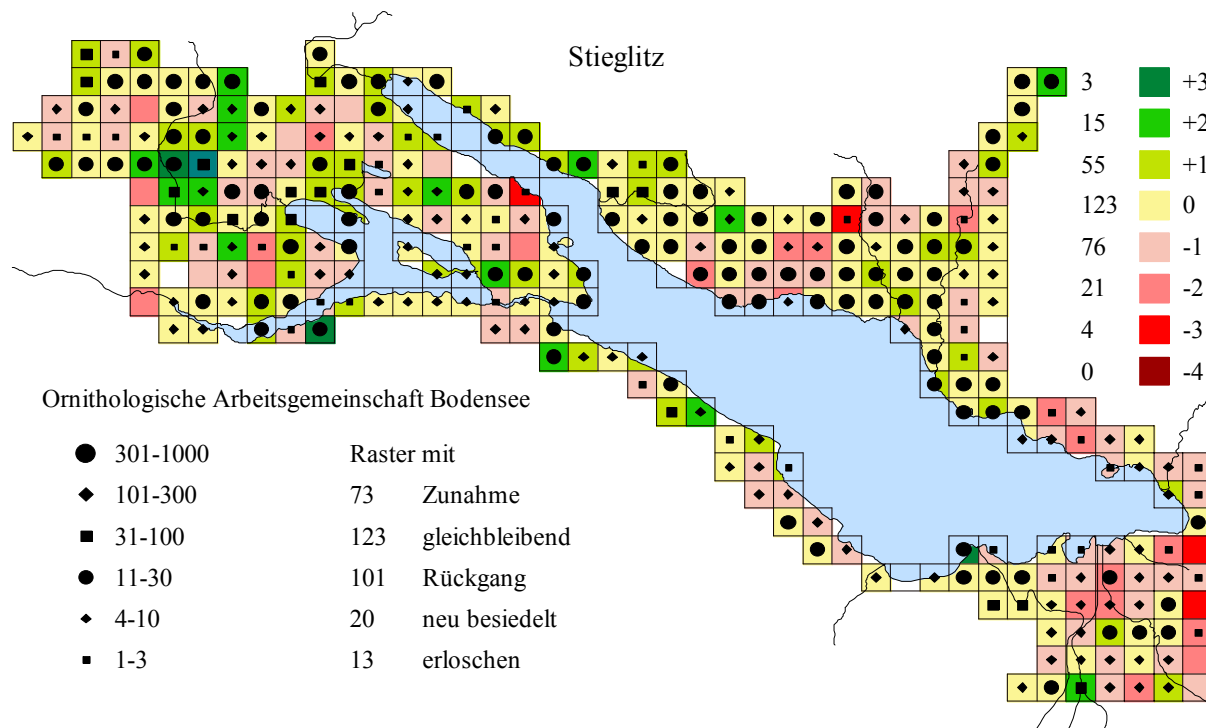 Stieglitz
3 +3
15 +2
55 +1
123 0
76 -1
21 -2
4 -3
0 -4
Ornithologische Arbeitsgemeinschaft Bodensee
301-1000 Raster mit
101-300 73 Zunahme
31-100 123 gleichbleibend
11-30 101 Rückgang
4-10 20 neu besiedelt
1-3 13 erloschen